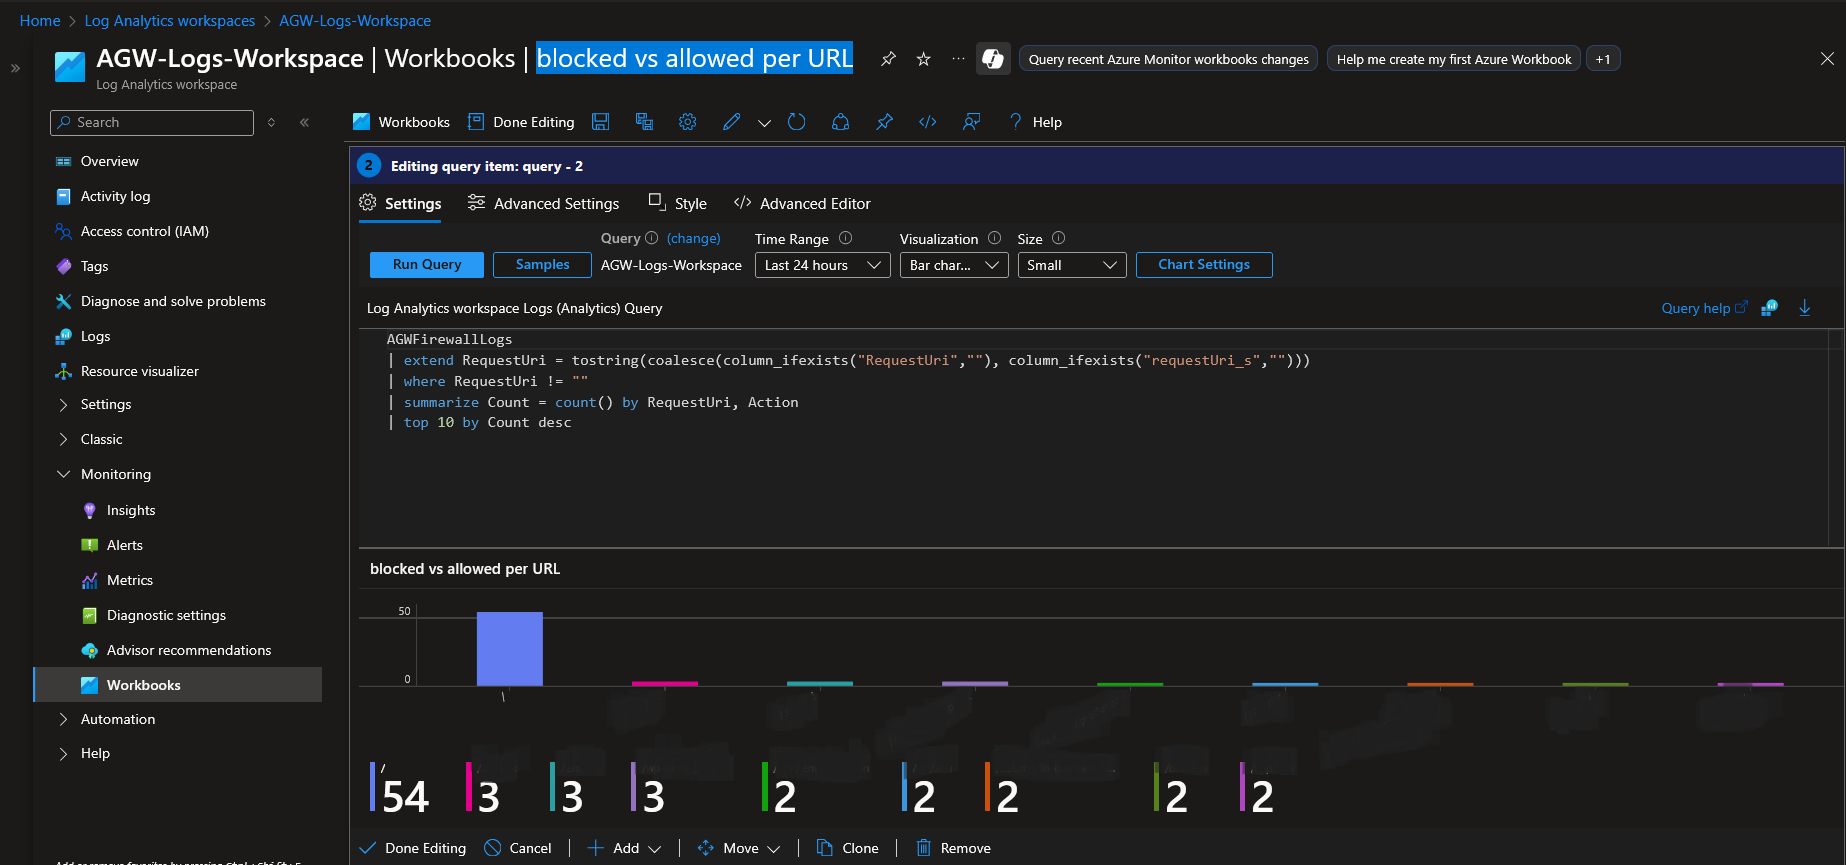 Home > Log Analytics workspaces > AGW-Logs-Workspace
AGW-Logs-Workspace | Workbooks | blocked vs allowed per URL
Query recent Azure Monitor workbooks changes
Help me create my first Azure Workbook
+1
Log Analytics workspace
Search
Workbooks
Done Editing
Help
Overview
Activity log
Access control (IAM)
Tags
Diagnose and solve problems
Logs
Resource visualizer
Settings
Classic
Monitoring
Insights
Alerts
Metrics
Diagnostic settings
Advisor recommendations
Workbooks
Automation
Help
2 Editing query item: query - 2
Settings
Advanced Settings
Style
Advanced Editor
Query (change)
Time Range
Visualization
Size
Run Query
Samples
AGW-Logs-Workspace
Last 24 hours
Bar char...
Small
Chart Settings
Log Analytics workspace Logs (Analytics) Query
Query help
AGWFirewallLogs
| extend RequestUri = tostring(coalesce(column_ifexists("RequestUri",""), column_ifexists("requestUri_s","")))
| where RequestUri != ""
| summarize Count = count() by RequestUri, Action
| top 10 by Count desc
blocked vs allowed per URL
50
0
/
54
3
3
3
2
2
2
2
2
Done Editing
Cancel
Add
Move
Clone
Remove